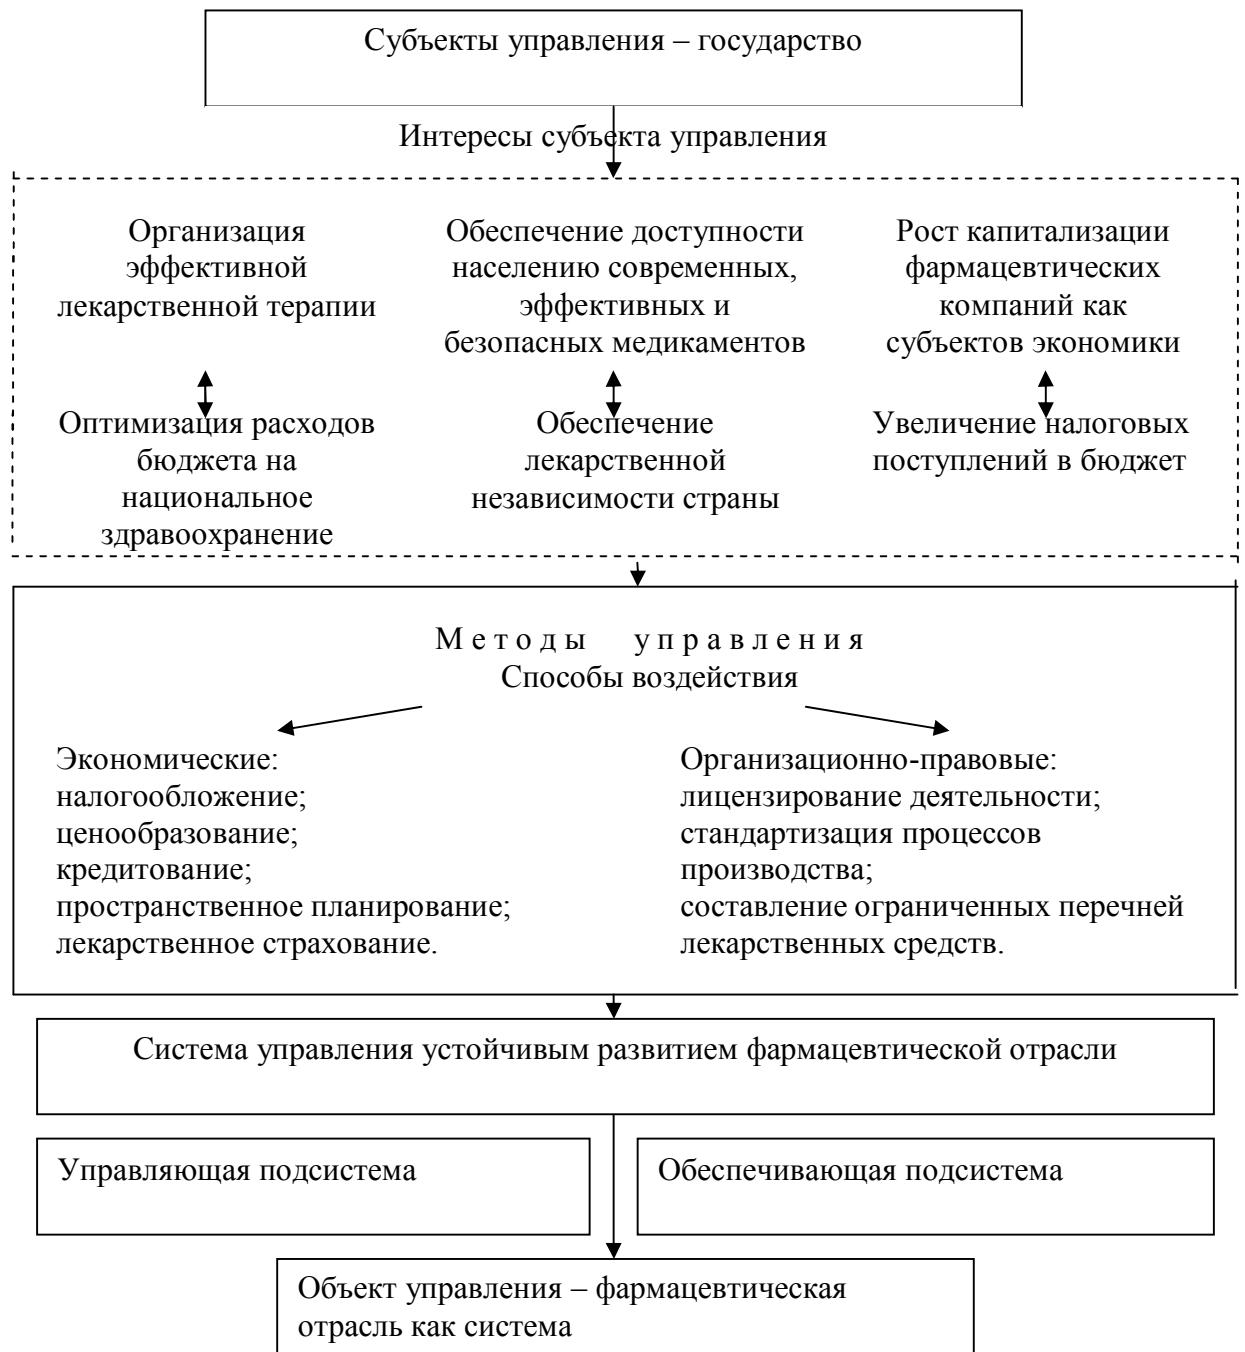 Субъекты управления – государство
Интересы субъекта управления
Организация
эффективной
лекарственной терапии
Обеспечение доступности
населению современных,
эффективных и
безопасных медикаментов
Рост капитализации
фармацевтических
компаний как
субъектов экономики
Оптимизация расходов
бюджета на
национальное
здравоохранение
Обеспечение
лекарственной
независимости страны
Увеличение налоговых
поступлений в бюджет
Методы управления
Способы воздействия
Экономические:
налогообложение;
ценообразование;
кредитование;
пространственное планирование;
лекарственное страхование.
Организационно-правовые:
лицензирование деятельности;
стандартизация процессов
производства;
составление ограниченных перечней
лекарственных средств.
Система управления устойчивым развитием фармацевтической отрасли
Управляющая подсистема
Обеспечивающая подсистема
Объект управления – фармацевтическая
отрасль как система